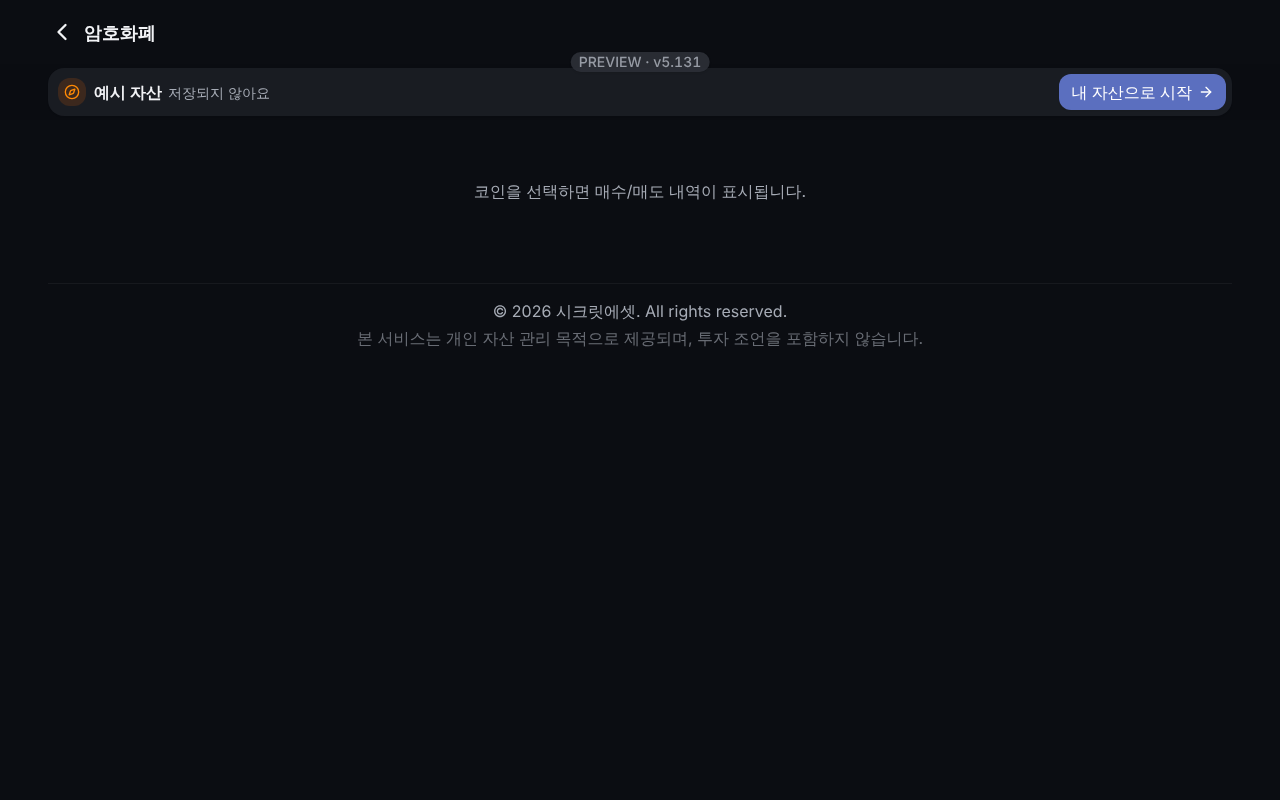 암호화폐
PREVIEW · v5.131
예시 자산 저장되지 않아요
내 자산으로 시작 →
코인을 선택하면 매수/매도 내역이 표시됩니다.
© 2026 시크릿에셋. All rights reserved.
본 서비스는 개인 자산 관리 목적으로 제공되며, 투자 조언을 포함하지 않습니다.